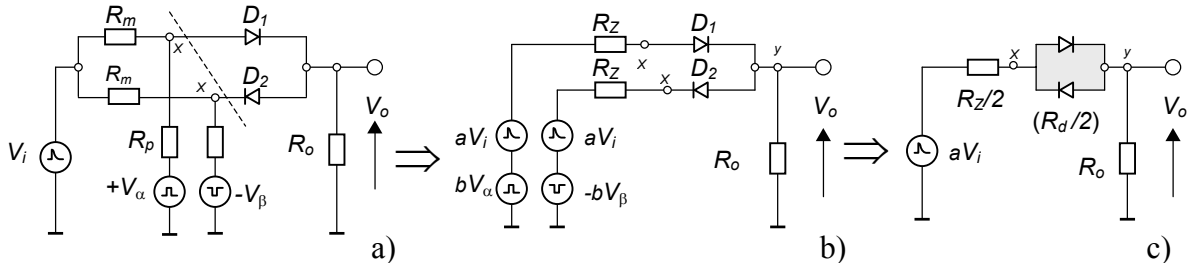 R_m
D_1
x
R_m
D_2
x
V_i
R_p
+V_α
-V_β
R_o
V_o
a)
R_Z
D_1
x
y
R_Z
D_2
x
aV_i
aV_i
bV_α
-bV_β
R_o
V_o
b)
x
y
R_Z/2
(R_d/2)
aV_i
R_o
V_o
c)